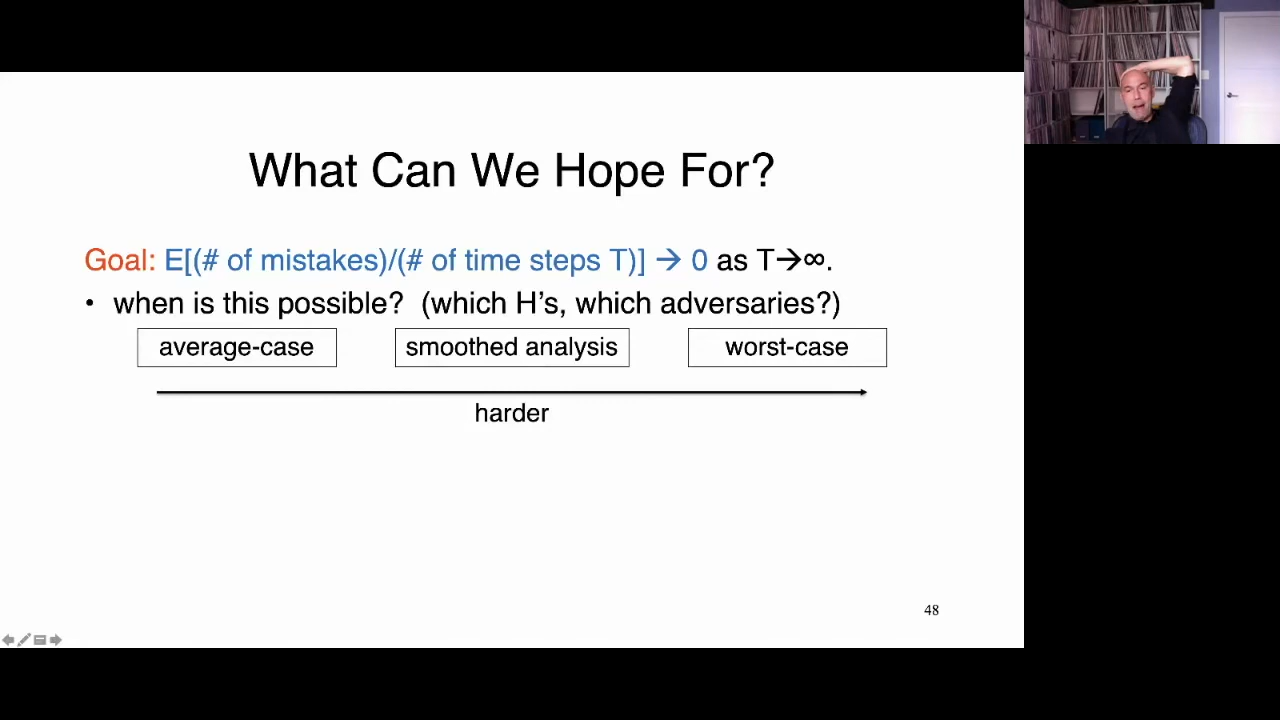 What Can We Hope For?
Goal: E[(# of mistakes)/(# of time steps T)] → 0 as T→∞.
• when is this possible? (which H's, which adversaries?)
average-case smoothed analysis worst-case
harder
48